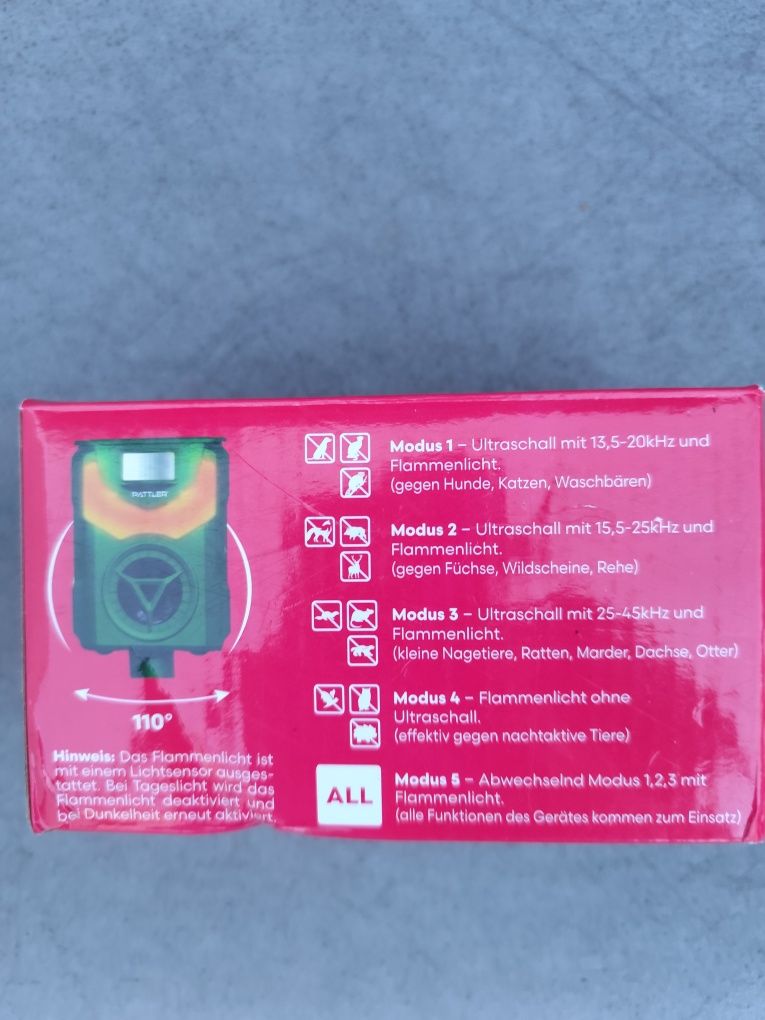 PATTLER
110°
Hinweis: Das Flammenlicht ist
mit einem Lichtsensor ausges-
tattet. Bei Tageslicht wird das
Flammenlicht deaktiviert und
bei Dunkelheit erneut aktiviert.
Modus 1 – Ultraschall mit 13,5-20kHz und
Flammenlicht.
(gegen Hunde, Katzen, Waschbären)
Modus 2 – Ultraschall mit 15,5-25kHz und
Flammenlicht.
(gegen Füchse, Wildscheine, Rehe)
Modus 3 – Ultraschall mit 25-45kHz und
Flammenlicht.
(kleine Nagetiere, Ratten, Marder, Dachse, Otter)
Modus 4 – Flammenlicht ohne
Ultraschall.
(effektiv gegen nachtaktive Tiere)
ALL
Modus 5 – Abwechselnd Modus 1,2,3 mit
Flammenlicht.
(alle Funktionen des Gerätes kommen zum Einsatz)